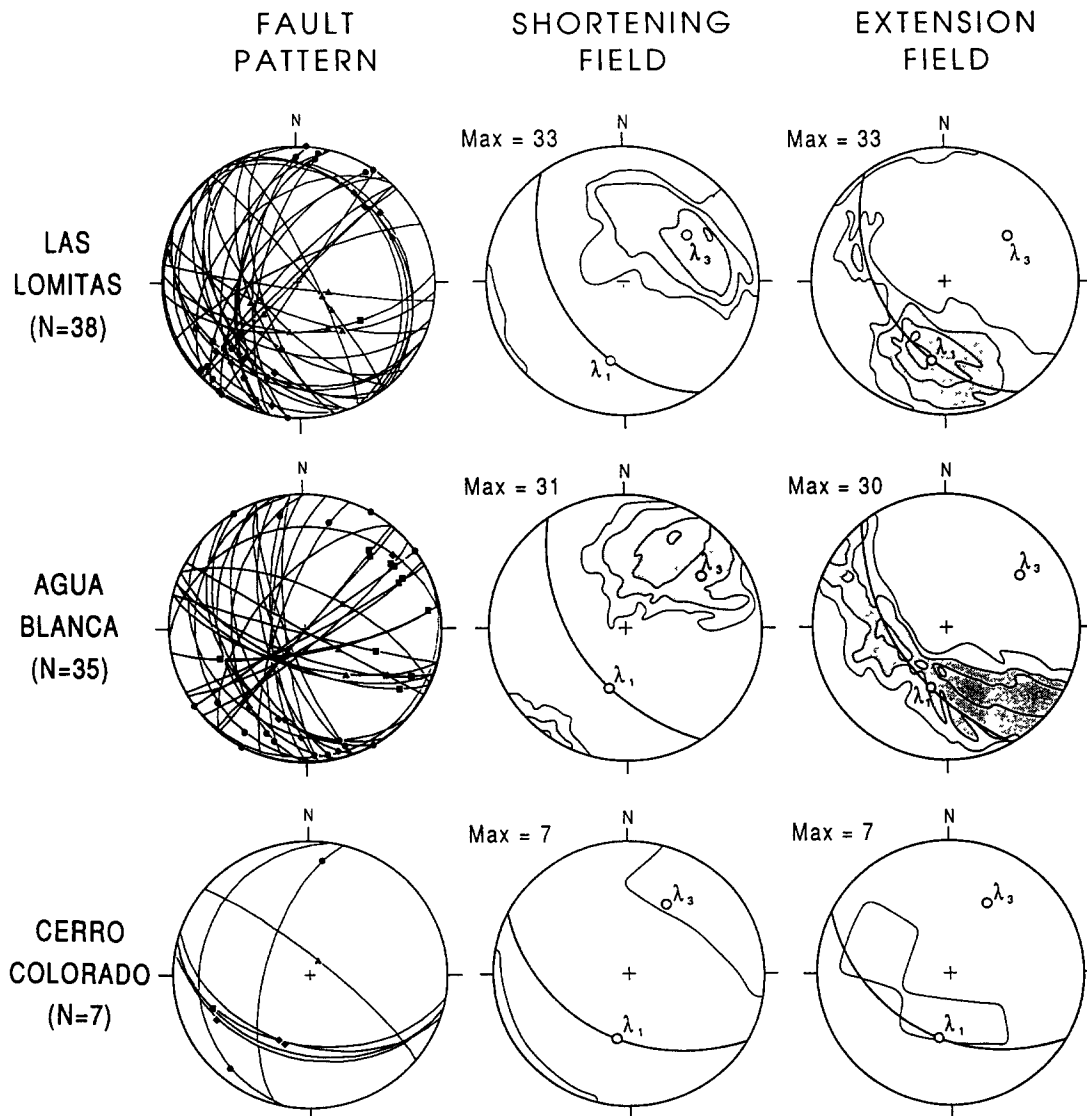 FAULT
PATTERN
SHORTENING
FIELD
EXTENSION
FIELD
LAS
LOMITAS
(N=38)
N
Max = 33
N
λ₃
λ₁
Max = 33
N
λ₃
λ₃
AGUA
BLANCA
(N=35)
N
Max = 31
N
λ₃
λ₁
Max = 30
N
λ₃
λ₁
CERRO
COLORADO
(N=7)
N
Max = 7
N
λ₃
λ₁
Max = 7
N
λ₃
λ₁